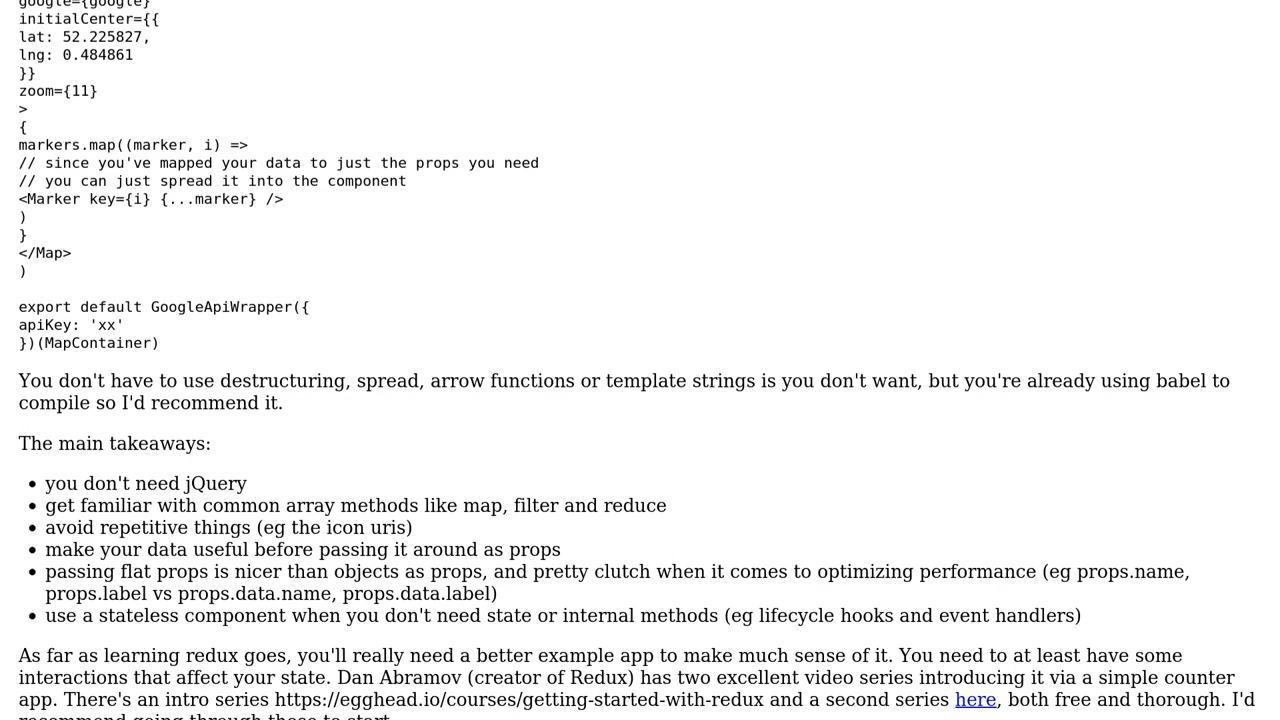 google={google}
initialCenter={{
lat: 52.225827,
lng: 0.484861
}}
zoom={11}
>
{
markers.map((marker, i) =>
// since you've mapped your data to just the props you need
// you can just spread it into the component
<Marker key={i} {...marker} />
)
}
</Map>
)

export default GoogleApiWrapper({
apiKey: 'xx'
})(MapContainer)

You don't have to use destructuring, spread, arrow functions or template strings is you don't want, but you're already using babel to
compile so I'd recommend it.

The main takeaways:

• you don't need jQuery
• get familiar with common array methods like map, filter and reduce
• avoid repetitive things (eg the icon uris)
• make your data useful before passing it around as props
• passing flat props is nicer than objects as props, and pretty clutch when it comes to optimizing performance (eg props.name,
props.label vs props.data.name, props.data.label)
• use a stateless component when you don't need state or internal methods (eg lifecycle hooks and event handlers)

As far as learning redux goes, you'll really need a better example app to make much sense of it. You need to at least have some
interactions that affect your state. Dan Abramov (creator of Redux) has two excellent video series introducing it via a simple counter
app. There's an intro series https://egghead.io/courses/getting-started-with-redux and a second series here, both free and thorough. I'd
recommend going through those to start